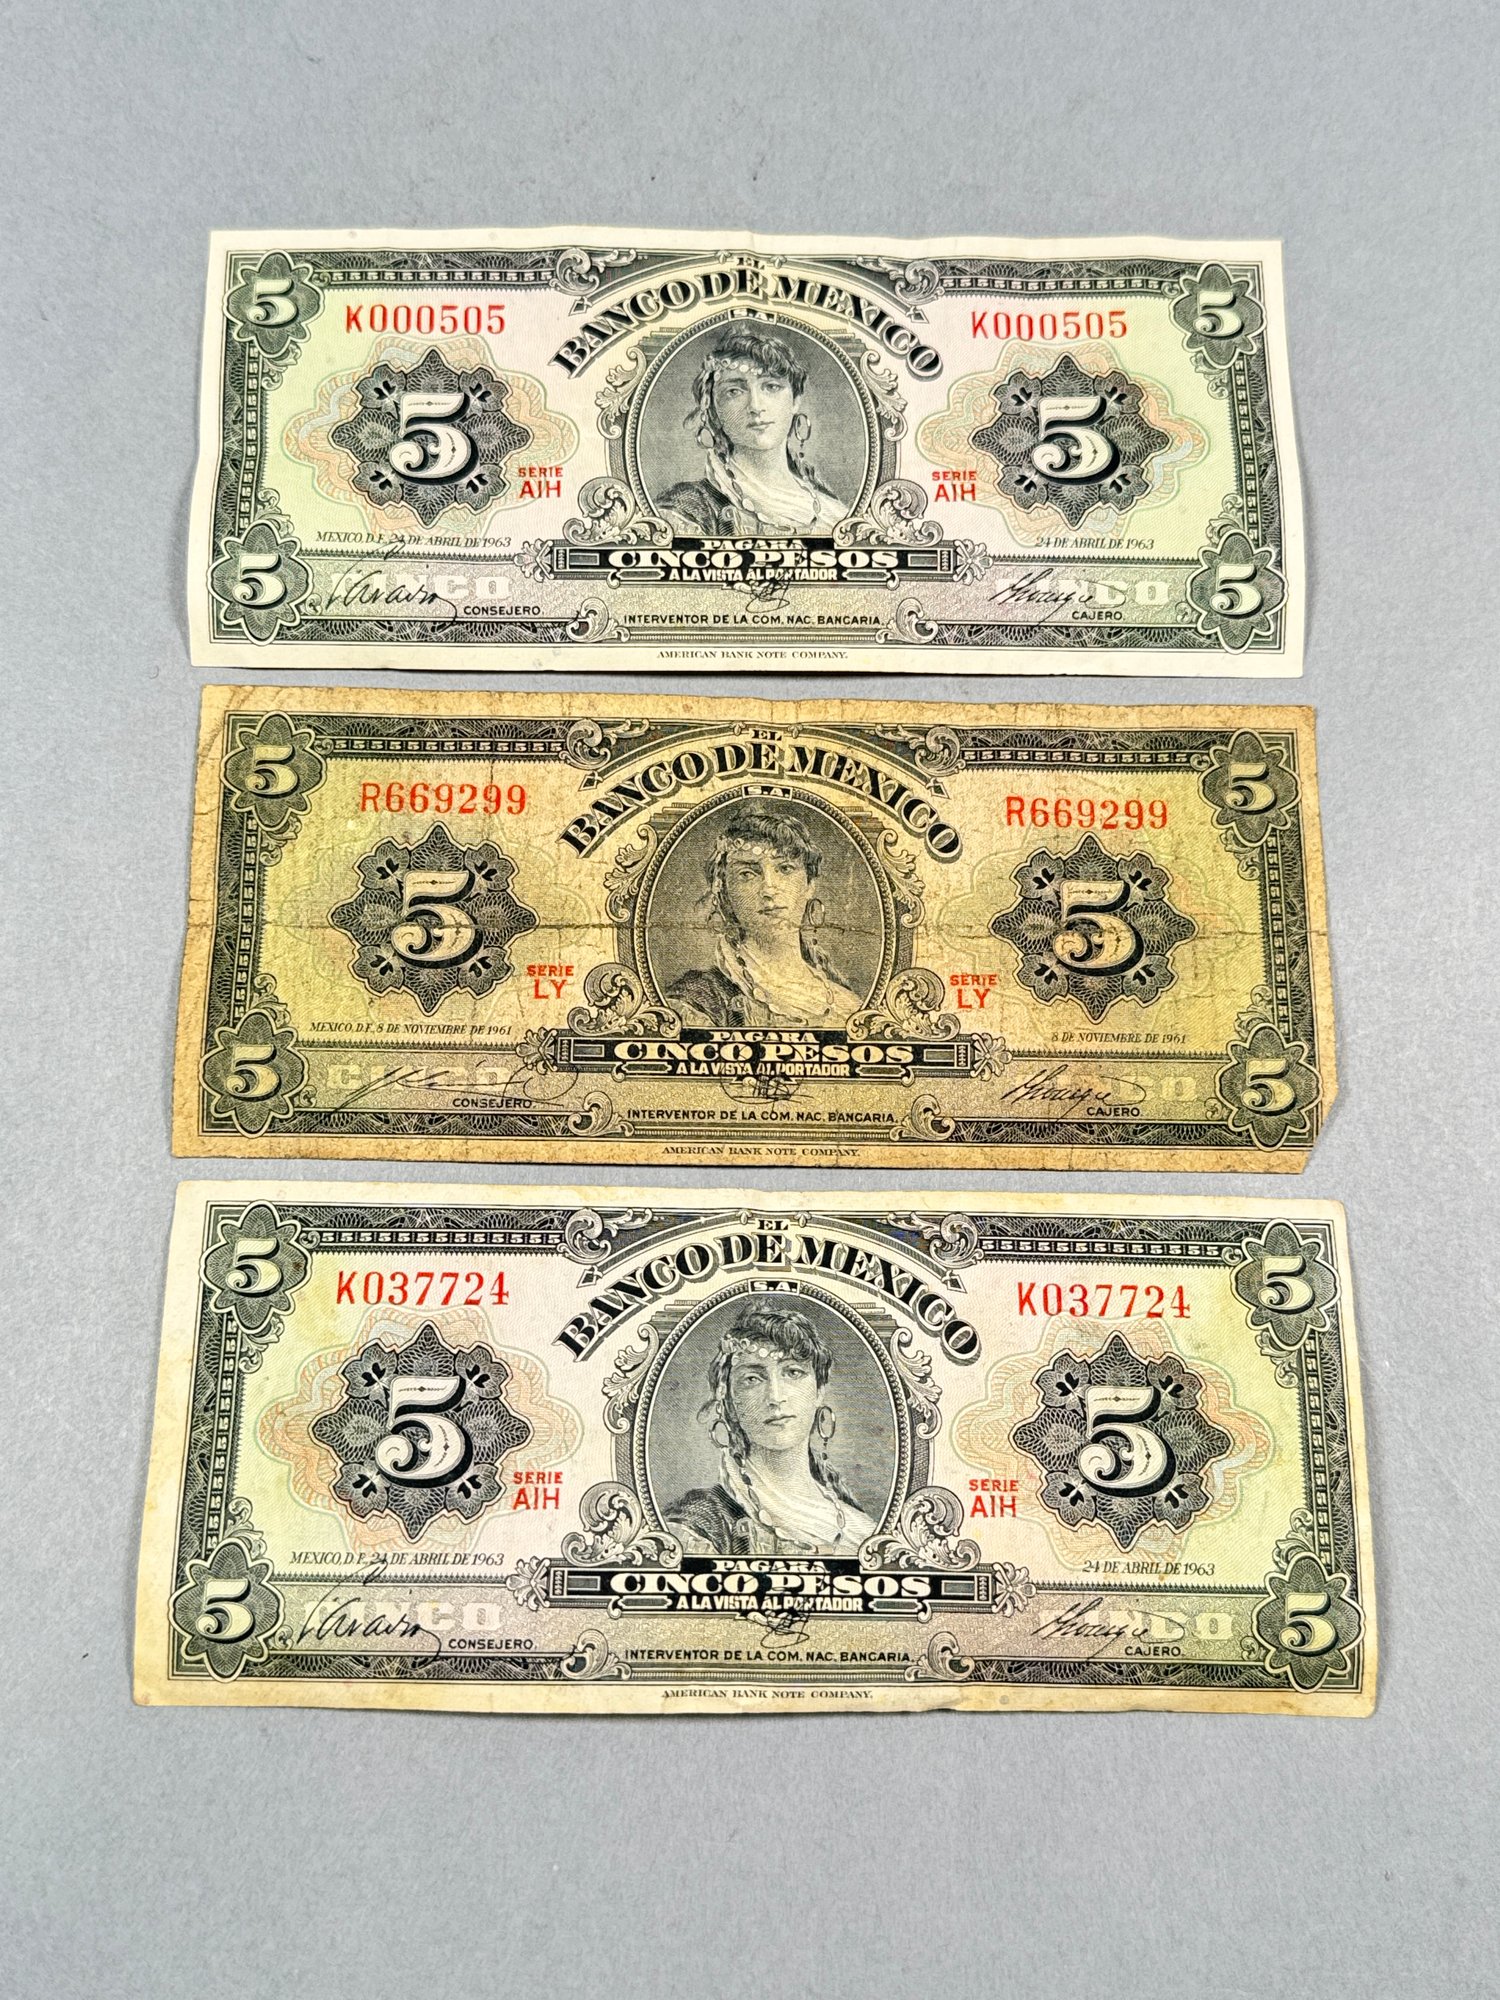 5 EL 5
BANCO DE MEXICO
S.A.
K000505 K000505
5 5
SERIE SERIE
AIH AIH
MEXICO, D.F., 24 DE ABRIL DE 1963 24 DE ABRIL DE 1963
PAGARA
5 CINCO CINCO PESOS CINCO 5
A LA VISTA AL PORTADOR
CONSEJERO. INTERVENTOR DE LA COM. NAC. BANCARIA. CAJERO.
AMERICAN BANK NOTE COMPANY.
5 EL 5
BANCO DE MEXICO
S.A.
R669299 R669299
5 5
SERIE SERIE
LY LY
MEXICO, D.F., 8 DE NOVIEMBRE DE 1961 8 DE NOVIEMBRE DE 1961
PAGARA
5 CINCO CINCO PESOS CINCO 5
A LA VISTA AL PORTADOR
CONSEJERO. INTERVENTOR DE LA COM. NAC. BANCARIA. CAJERO
AMERICAN BANK NOTE COMPANY.
5 EL 5
BANCO DE MEXICO
S.A.
K037724 K037724
5 5
SERIE SERIE
AIH AIH
MEXICO, D.F., 24 DE ABRIL DE 1963 24 DE ABRIL DE 1963
PAGARA
5 CINCO CINCO PESOS CINCO 5
A LA VISTA AL PORTADOR
CONSEJERO. INTERVENTOR DE LA COM. NAC. BANCARIA. CAJERO.
AMERICAN BANK NOTE COMPANY.